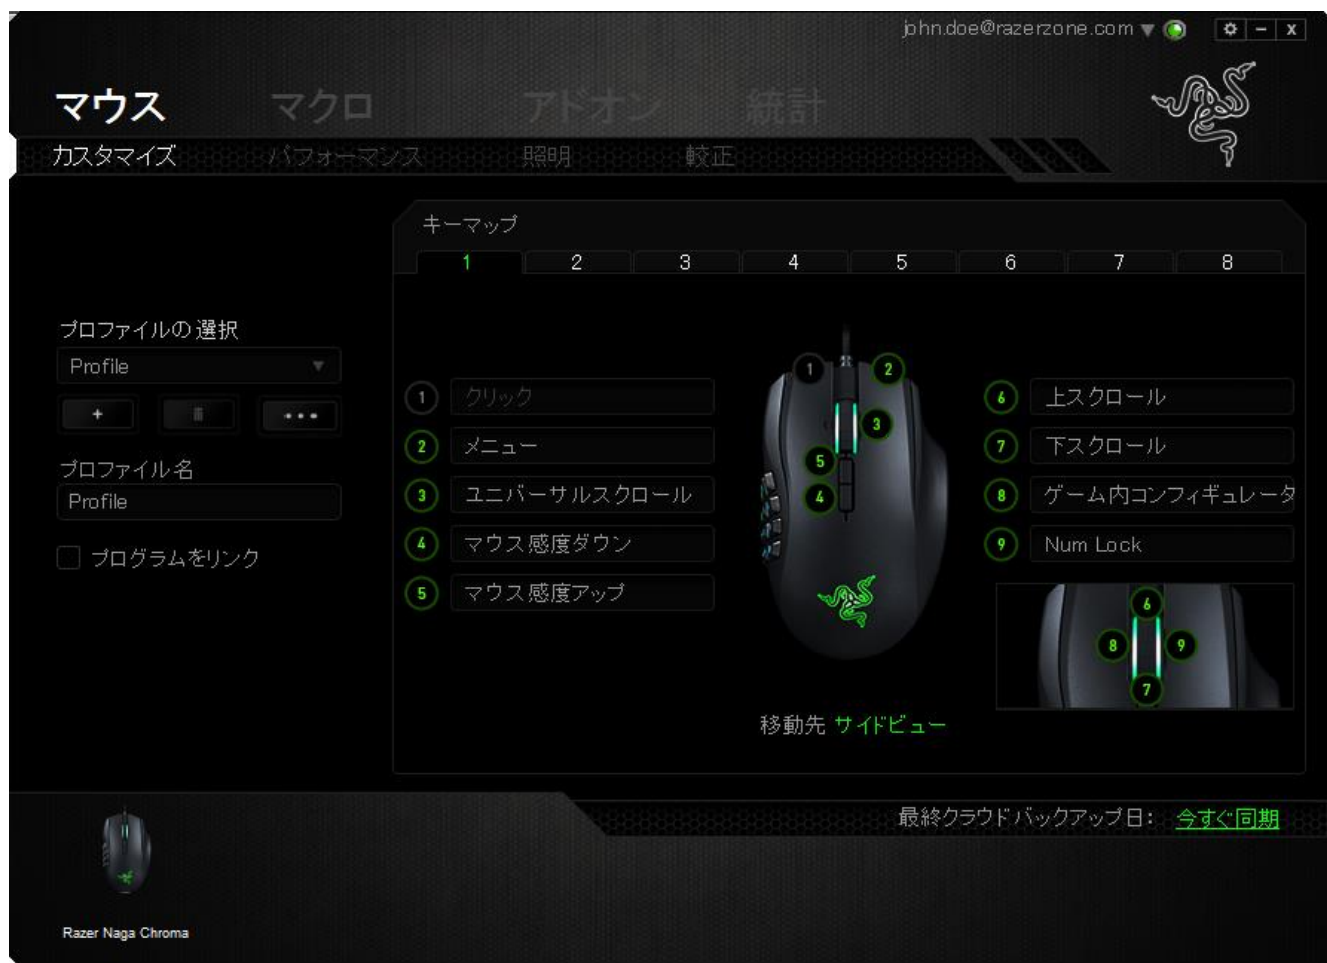 john.doe@razerzone.com
マウス マクロ アドオン 統計
カスタマイズ パフォーマンス 照明 較正
キーマップ
1 2 3 4 5 6 7 8
プロファイルの選択
Profile
プロファイル名
Profile
プログラムをリンク
1 クリック
2 メニュー
3 ユニバーサルスクロール
4 マウス感度ダウン
5 マウス感度アップ
1 2
3
5
4
6 上スクロール
7 下スクロール
8 ゲーム内コンフィギュレータ
9 Num Lock
6
8 9
7
移動先 サイドビュー
最終クラウドバックアップ日: 今すぐ同期
Razer Naga Chroma